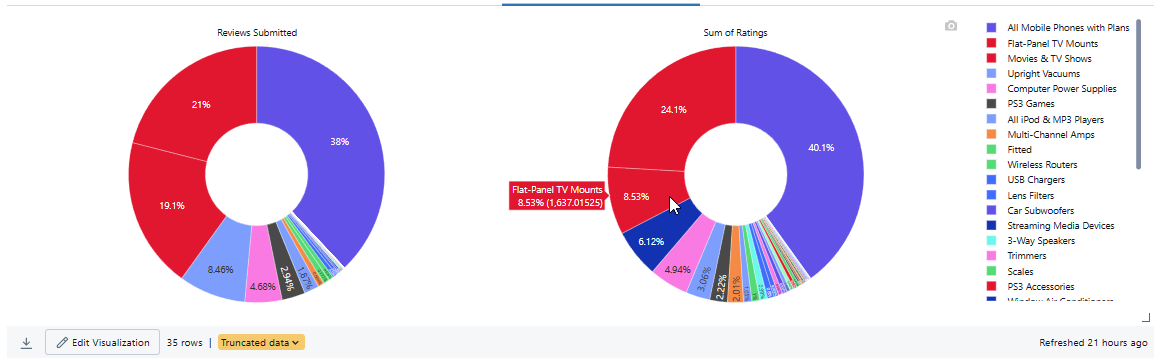 Reviews Submitted
21%
38%
19.1%
8.46%
4.68%
2.94%
1.87%
Sum of Ratings
24.1%
40.1%
Flat-Panel TV Mounts
8.53% (1,637.01525)
8.53%
6.12%
4.94%
3.06%
2.22%
2.01%
All Mobile Phones with Plans
Flat-Panel TV Mounts
Movies & TV Shows
Upright Vacuums
Computer Power Supplies
PS3 Games
All iPod & MP3 Players
Multi-Channel Amps
Fitted
Wireless Routers
USB Chargers
Lens Filters
Car Subwoofers
Streaming Media Devices
3-Way Speakers
Trimmers
Scales
PS3 Accessories
Window Air Conditioners
Edit Visualization
35 rows | Truncated data
Refreshed 21 hours ago